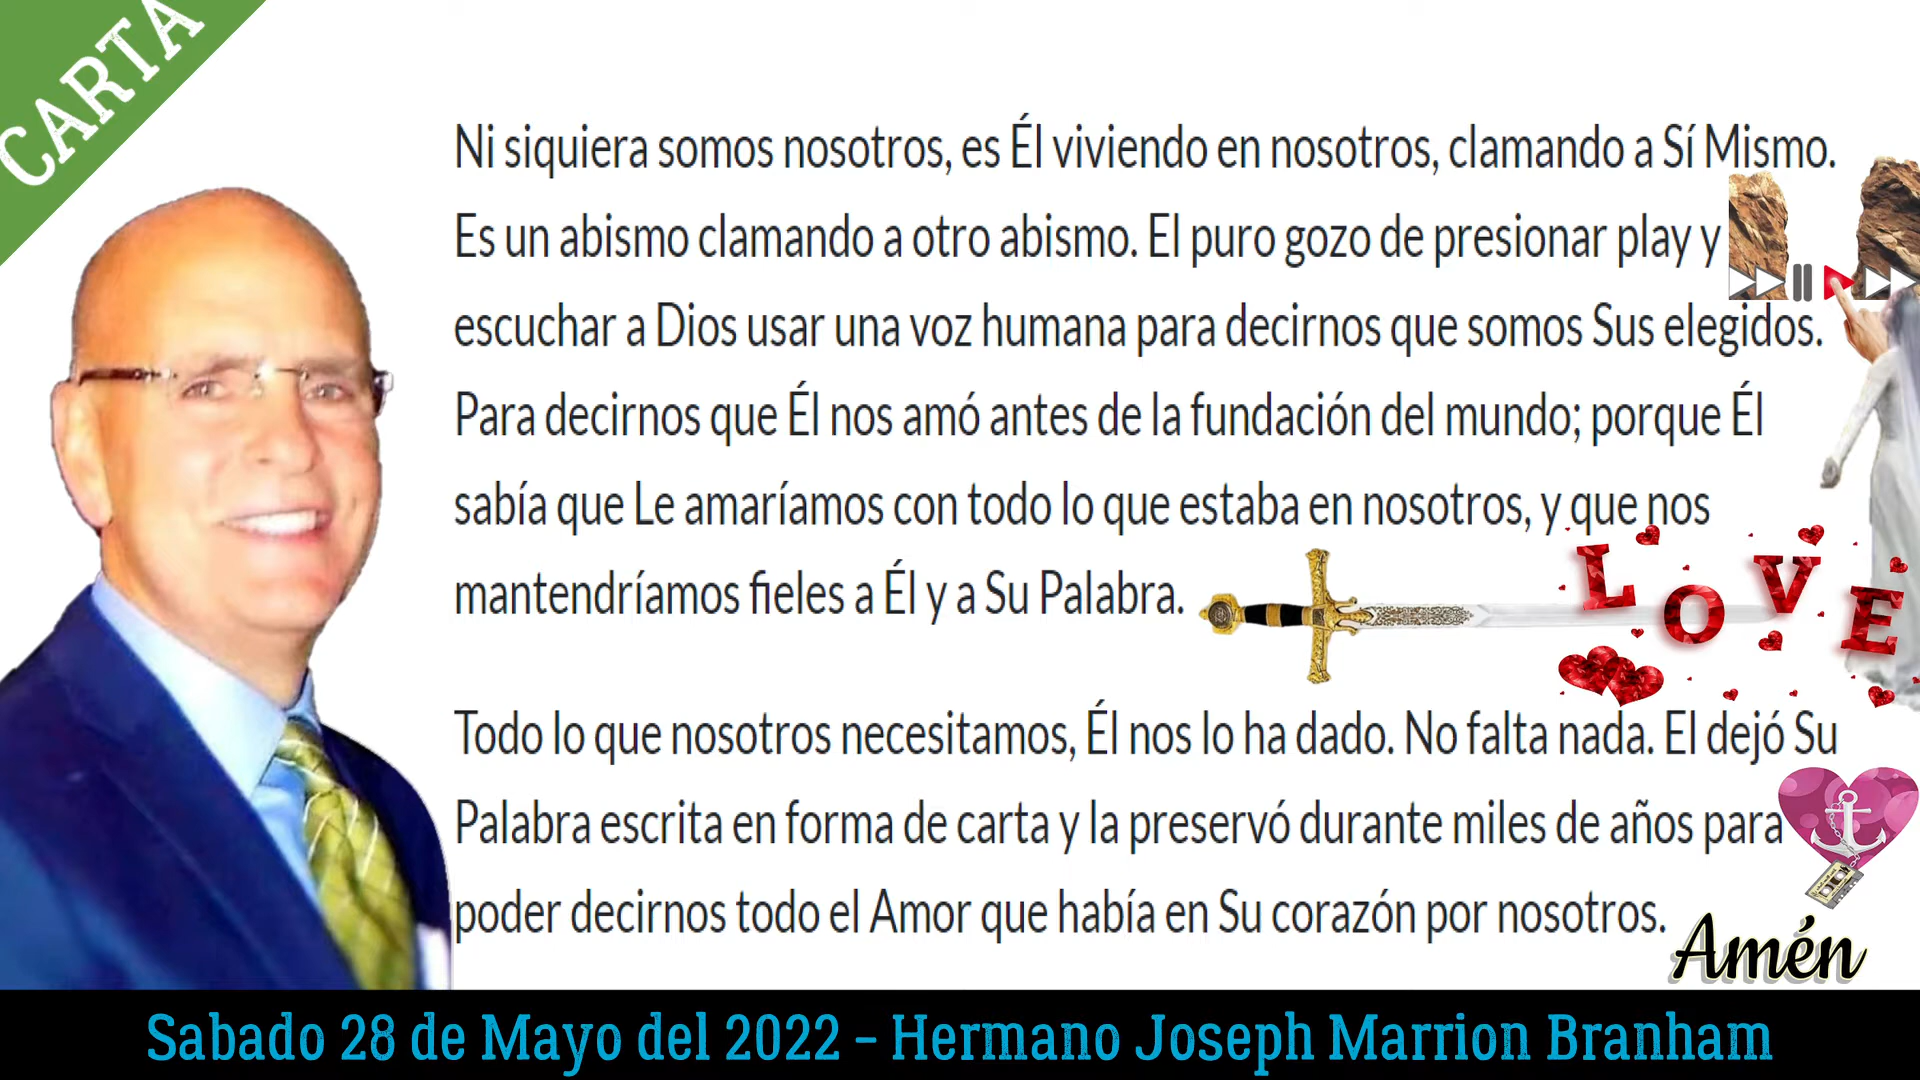 CARTA
Ni siquiera somos nosotros, es Él viviendo en nosotros, clamando a Sí Mismo.
Es un abismo clamando a otro abismo. El puro gozo de presionar play y
escuchar a Dios usar una voz humana para decirnos que somos Sus elegidos.
Para decirnos que Él nos amó antes de la fundación del mundo; porque Él
sabía que Le amaríamos con todo lo que estaba en nosotros, y que nos
mantendríamos fieles a Él y a Su Palabra.
LOVE
Todo lo que nosotros necesitamos, Él nos lo ha dado. No falta nada. El dejó Su
Palabra escrita en forma de carta y la preservó durante miles de años para
poder decirnos todo el Amor que había en Su corazón por nosotros.
Amén
Sabado 28 de Mayo del 2022 - Hermano Joseph Marrion Branham